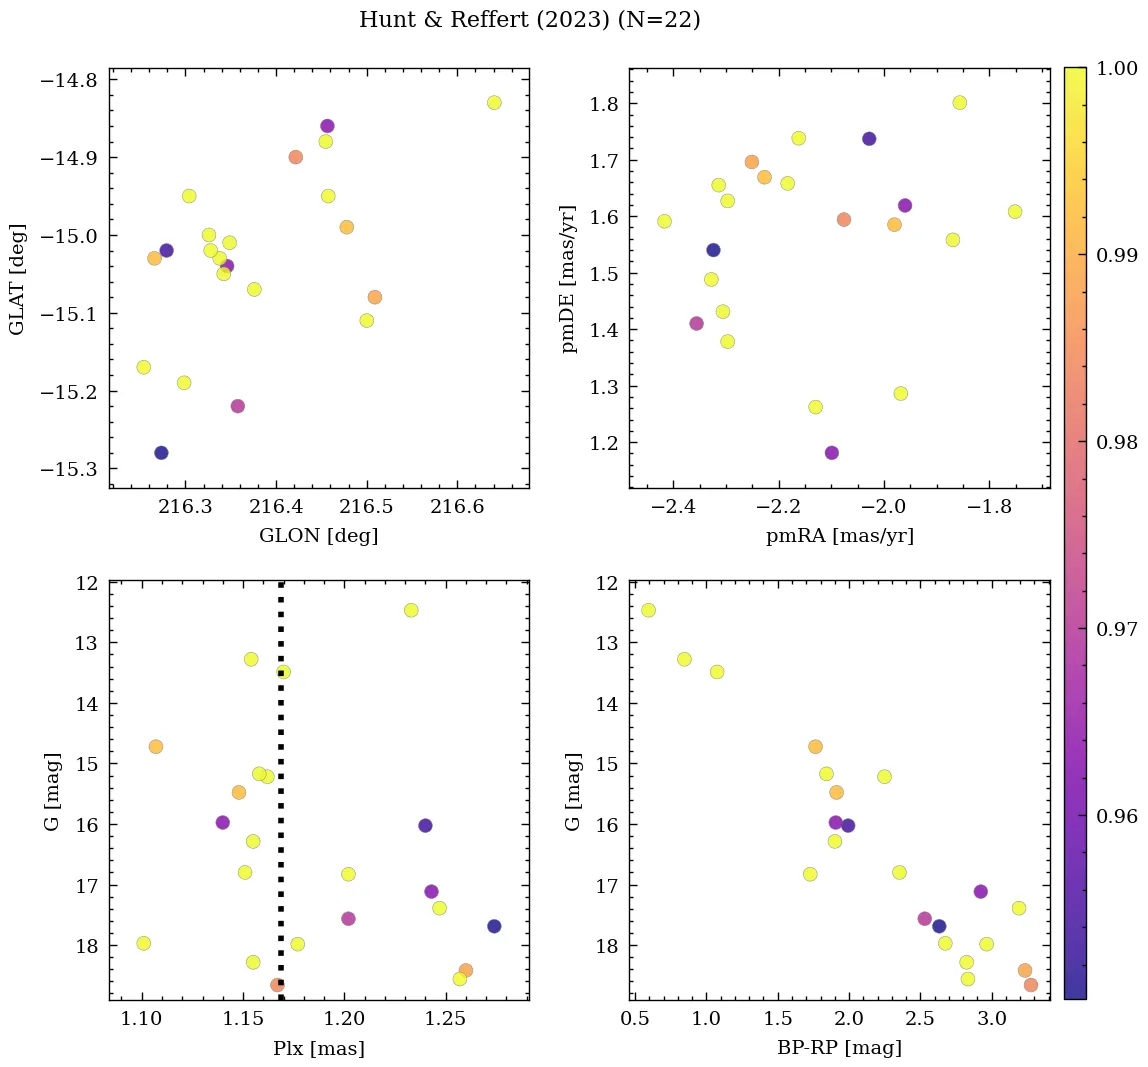 Hunt & Reffert (2023) (N=22)
−14.8
−14.9
−15.0
−15.1
−15.2
−15.3
GLAT [deg]
216.3 216.4 216.5 216.6
GLON [deg]
1.8
1.7
1.6
1.5
1.4
1.3
1.2
pmDE [mas/yr]
−2.4 −2.2 −2.0 −1.8
pmRA [mas/yr]
12
13
14
15
16
17
18
G [mag]
1.10 1.15 1.20 1.25
Plx [mas]
12
13
14
15
16
17
18
G [mag]
0.5 1.0 1.5 2.0 2.5 3.0
BP-RP [mag]
1.00
0.99
0.98
0.97
0.96